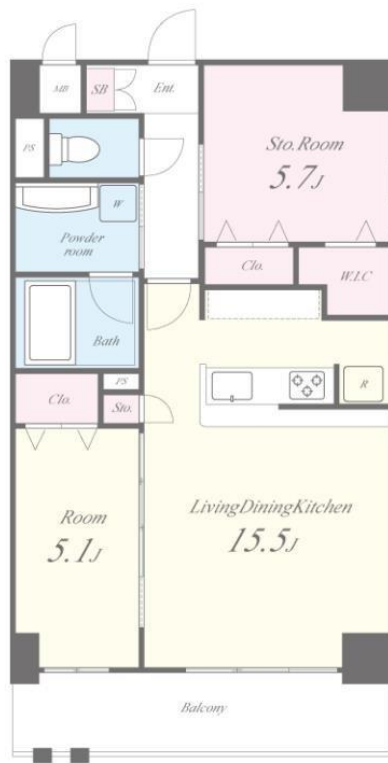 MB
SB
Ent.
PS
Sto.Room
5.7J
W
Powder
room
Clo.
W.I.C
Bath
PS
Clo.
Sto.
R
Room
5.1J
LivingDiningKitchen
15.5J
Balcony